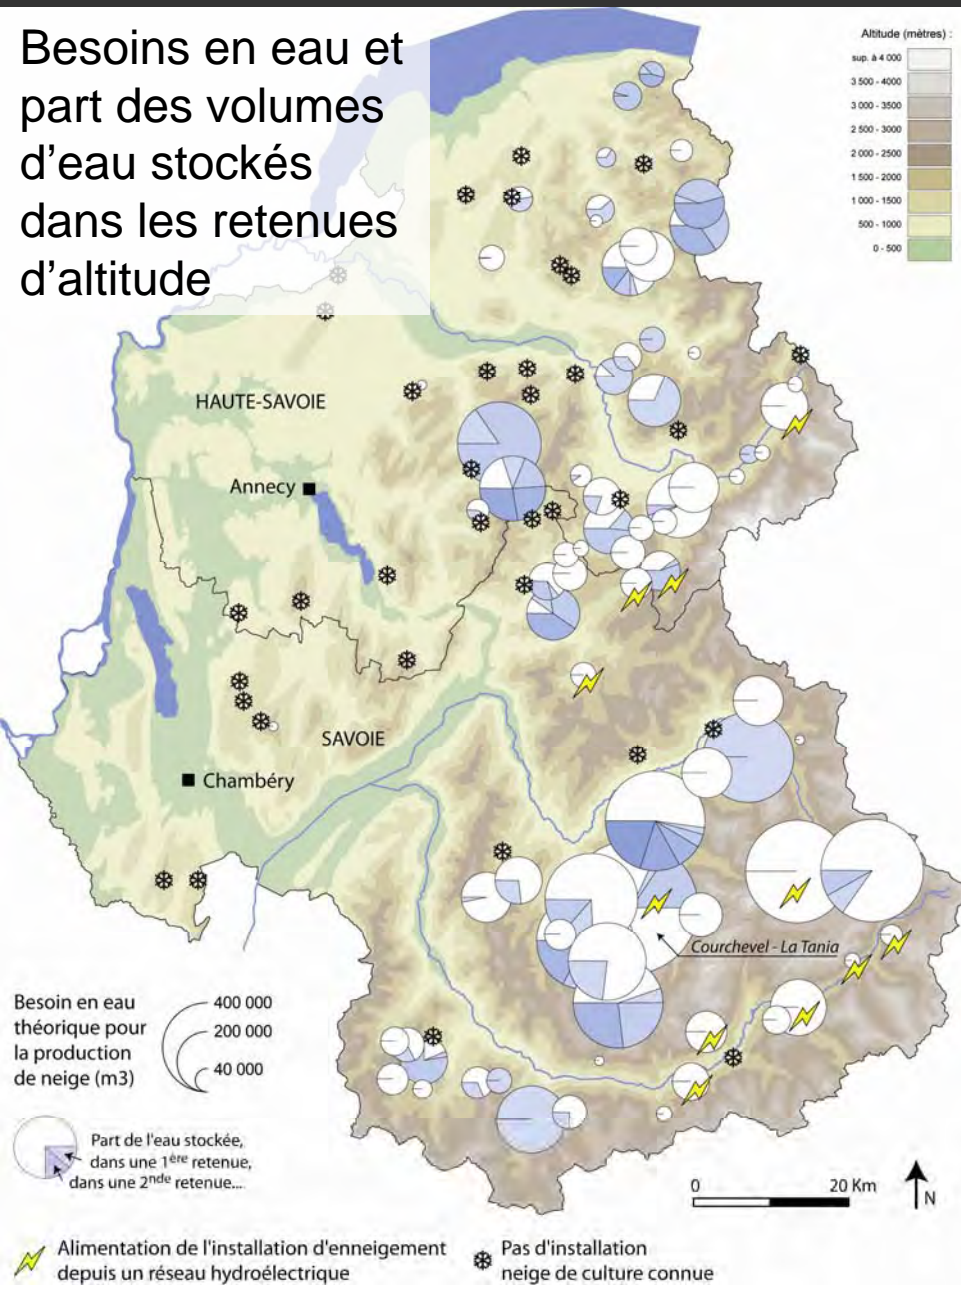 Besoins en eau et
part des volumes
d’eau stockés
dans les retenues
d’altitude
Altitude (mètres) :
sup. à 4 000
3 500 - 4000
3 000 - 3500
2 500 - 3000
2 000 - 2500
1 500 - 2000
1 000 - 1500
500 - 1000
0 - 500
HAUTE-SAVOIE
Annecy
SAVOIE
Chambéry
Courchevel - La Tania
Besoin en eau
théorique pour
la production
de neige (m3)
400 000
200 000
40 000
Part de l'eau stockée,
dans une 1ère retenue,
dans une 2nde retenue...
0 20 Km
N
Alimentation de l'installation d'enneigement
depuis un réseau hydroélectrique
Pas d'installation
neige de culture connue